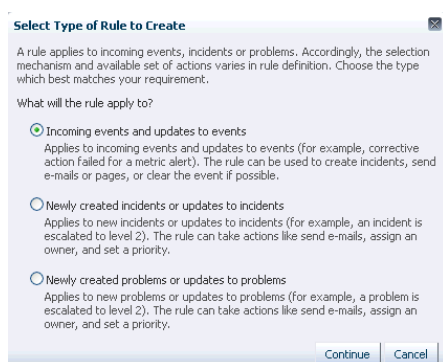 Select Type of Rule to Create
A rule applies to incoming events, incidents or problems. Accordingly, the selection
mechanism and available set of actions varies in rule definition. Choose the type
which best matches your requirement.
What will the rule apply to?
Incoming events and updates to events
Applies to incoming events and updates to events (for example, corrective
action failed for a metric alert). The rule can be used to create incidents, send
e-mails or pages, or clear the event if possible.
Newly created incidents or updates to incidents
Applies to new incidents or updates to incidents (for example, an incident is
escalated to level 2). The rule can take actions like send e-mails, assign an
owner, and set a priority.
Newly created problems or updates to problems
Applies to new problems or updates to problems (for example, a problem is
escalated to level 2). The rule can take actions like send e-mails, assign an
owner, and set a priority.
Continue Cancel